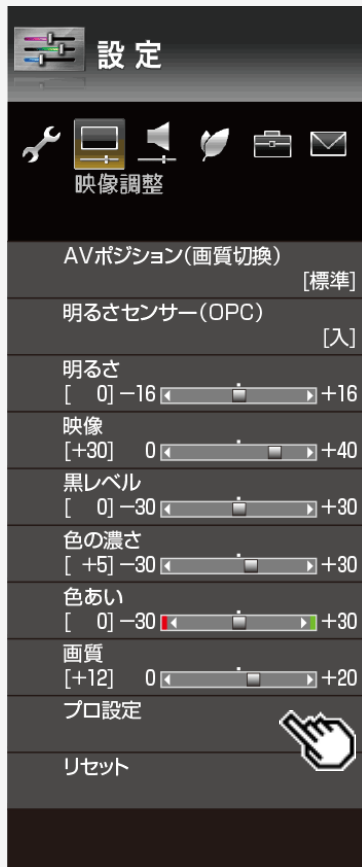 設定
映像調整
AVポジション(画質切換)
[標準]
明るさセンサー(OPC)
[入]
明るさ
[ 0] −16 +16
映像
[+30] 0 +40
黒レベル
[ 0] −30 +30
色の濃さ
[ +5] −30 +30
色あい
[ 0] −30 +30
画質
[+12] 0 +20
プロ設定
リセット